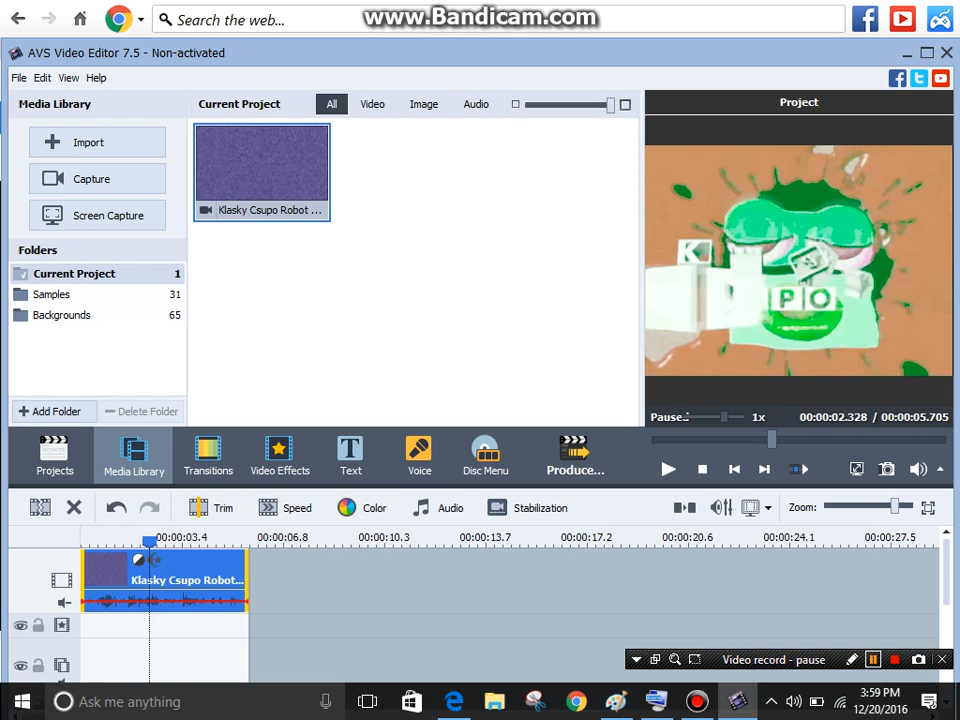 Search the web...
www.Bandicam.com
AVS Video Editor 7.5 - Non-activated
File Edit View Help
Media Library
Current Project
All
Video
Image
Audio
Project
Import
Capture
Screen Capture
Klasky Csupo Robot ...
Folders
Current Project 1
Samples 31
Backgrounds 65
K
P O
Add Folder
Delete Folder
Paused
1x
00:00:02.328 / 00:00:05.705
Projects
Media Library
Transitions
Video Effects
Text
Voice
Disc Menu
Produce...
Trim
Speed
Color
Audio
Stabilization
Zoom:
00:00:03.4 00:00:06.8 00:00:10.3 00:00:13.7 00:00:17.2 00:00:20.6 00:00:24.1 00:00:27.5
Klasky Csupo Robot...
Video record - pause
Ask me anything
3:59 PM
12/20/2016